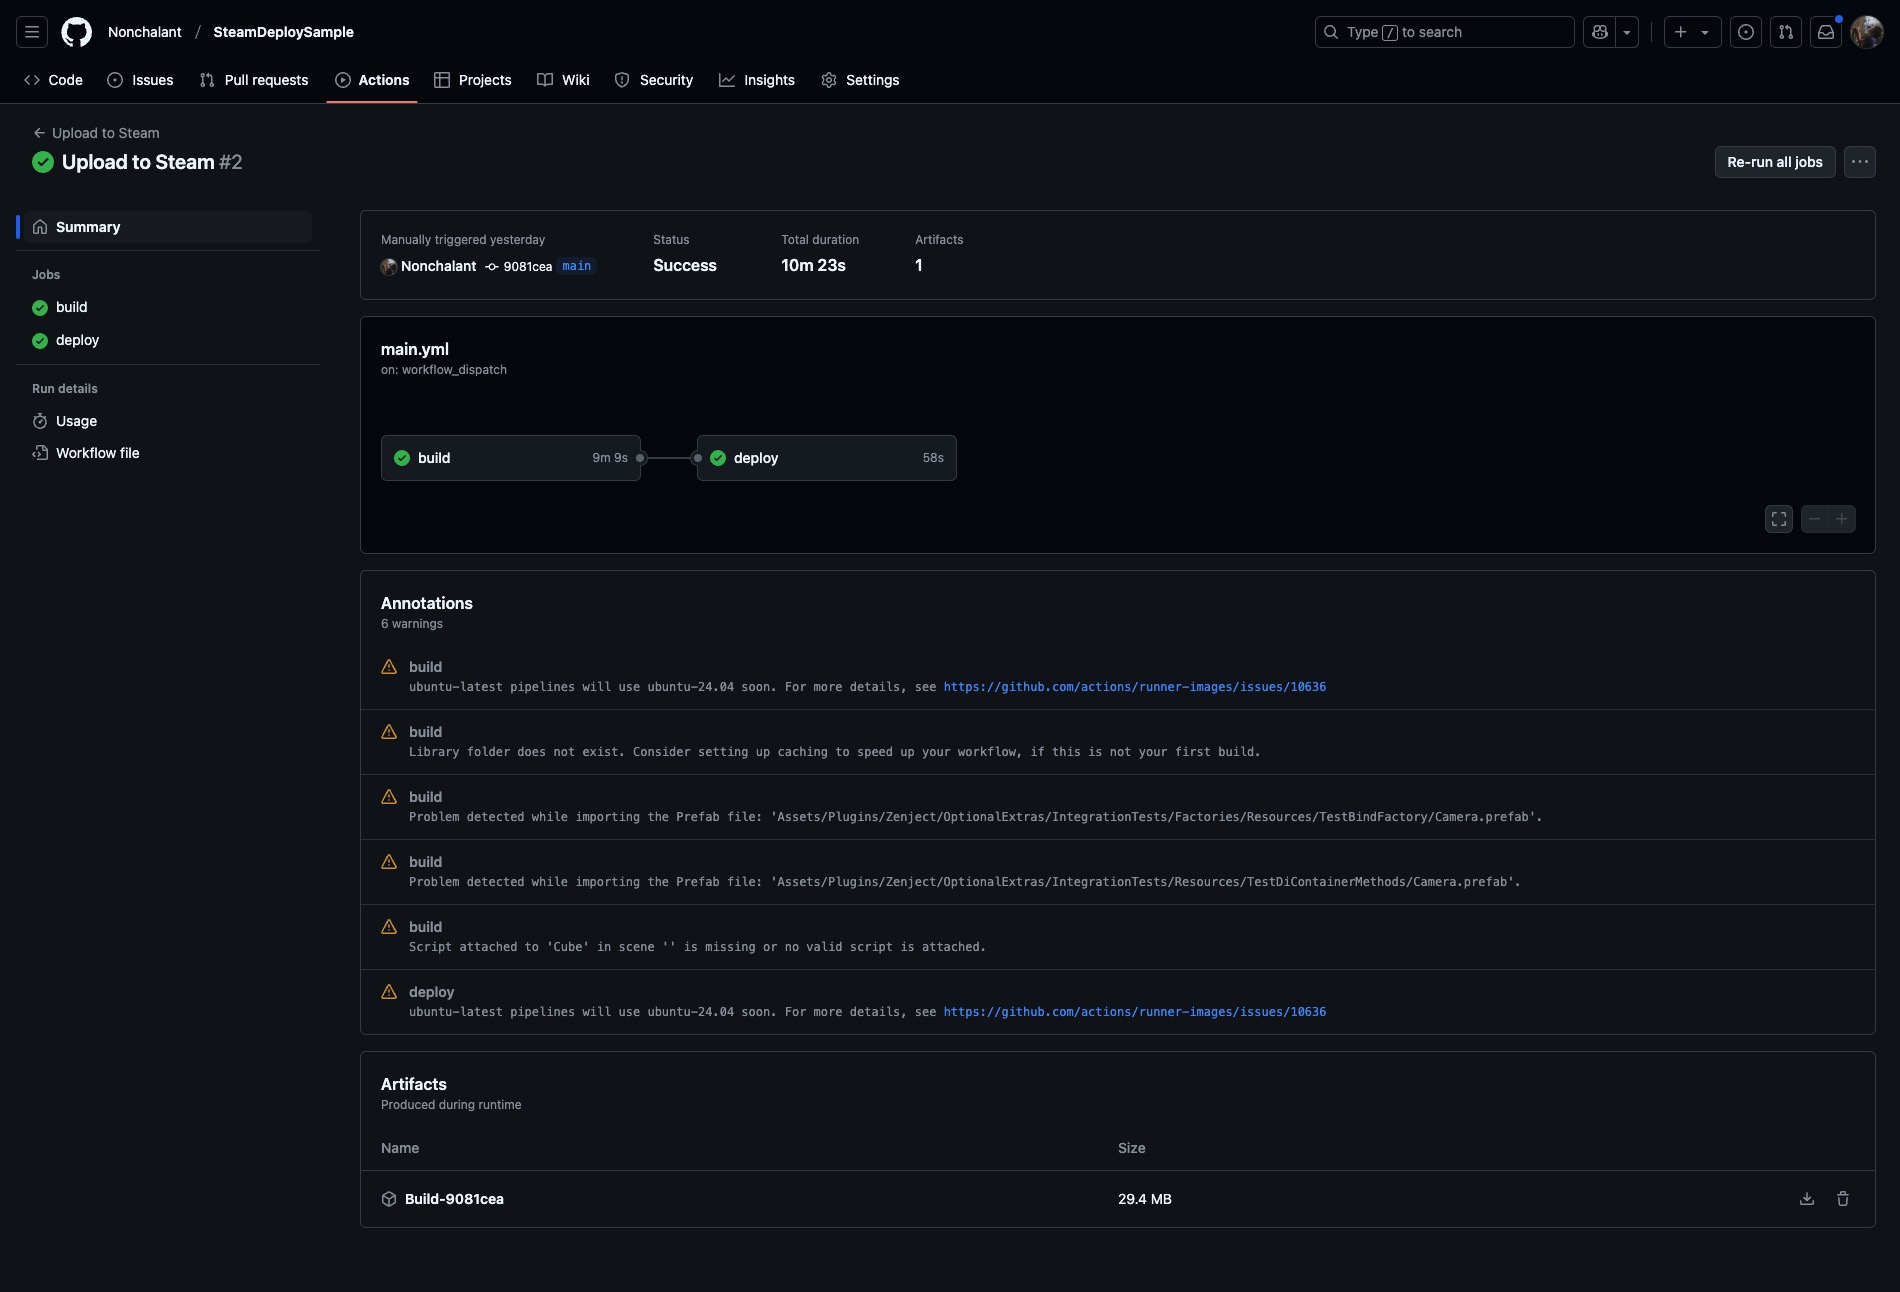 Nonchalant / SteamDeploySample
Type / to search
Code
Issues
Pull requests
Actions
Projects
Wiki
Security
Insights
Settings
Upload to Steam
Upload to Steam #2
Re-run all jobs
Summary
Jobs
build
deploy
Run details
Usage
Workflow file
Manually triggered yesterday
Nonchalant 9081cea main
Status
Success
Total duration
10m 23s
Artifacts
1
main.yml
on: workflow_dispatch
build 9m 9s
deploy 58s
Annotations
6 warnings
build
ubuntu-latest pipelines will use ubuntu-24.04 soon. For more details, see https://github.com/actions/runner-images/issues/10636
build
Library folder does not exist. Consider setting up caching to speed up your workflow, if this is not your first build.
build
Problem detected while importing the Prefab file: 'Assets/Plugins/Zenject/OptionalExtras/IntegrationTests/Factories/Resources/TestBindFactory/Camera.prefab'.
build
Problem detected while importing the Prefab file: 'Assets/Plugins/Zenject/OptionalExtras/IntegrationTests/Resources/TestDiContainerMethods/Camera.prefab'.
build
Script attached to 'Cube' in scene '' is missing or no valid script is attached.
deploy
ubuntu-latest pipelines will use ubuntu-24.04 soon. For more details, see https://github.com/actions/runner-images/issues/10636
Artifacts
Produced during runtime
Name Size
Build-9081cea 29.4 MB